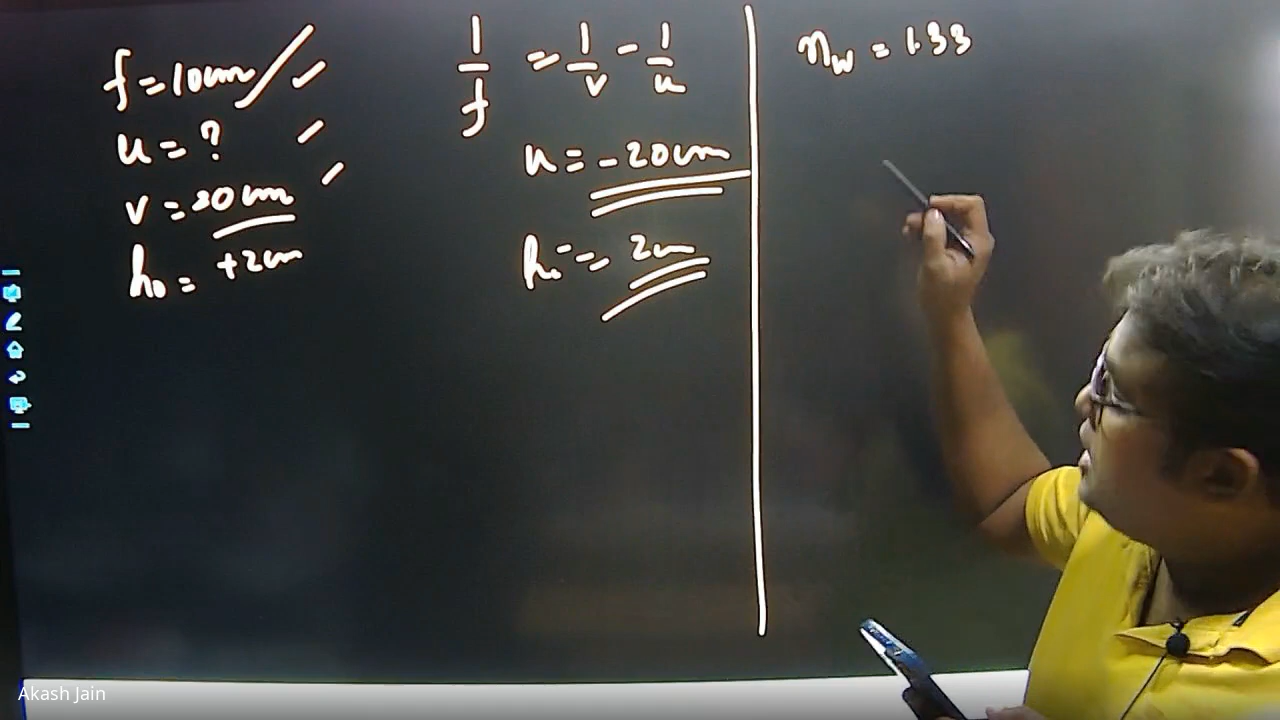 f = 10cm
u = ?
v = 20cm
h₀ = +2cm
1/f = 1/v - 1/u
u = -20cm
hᵢ = 2cm
n_w = 1.33
Akash Jain